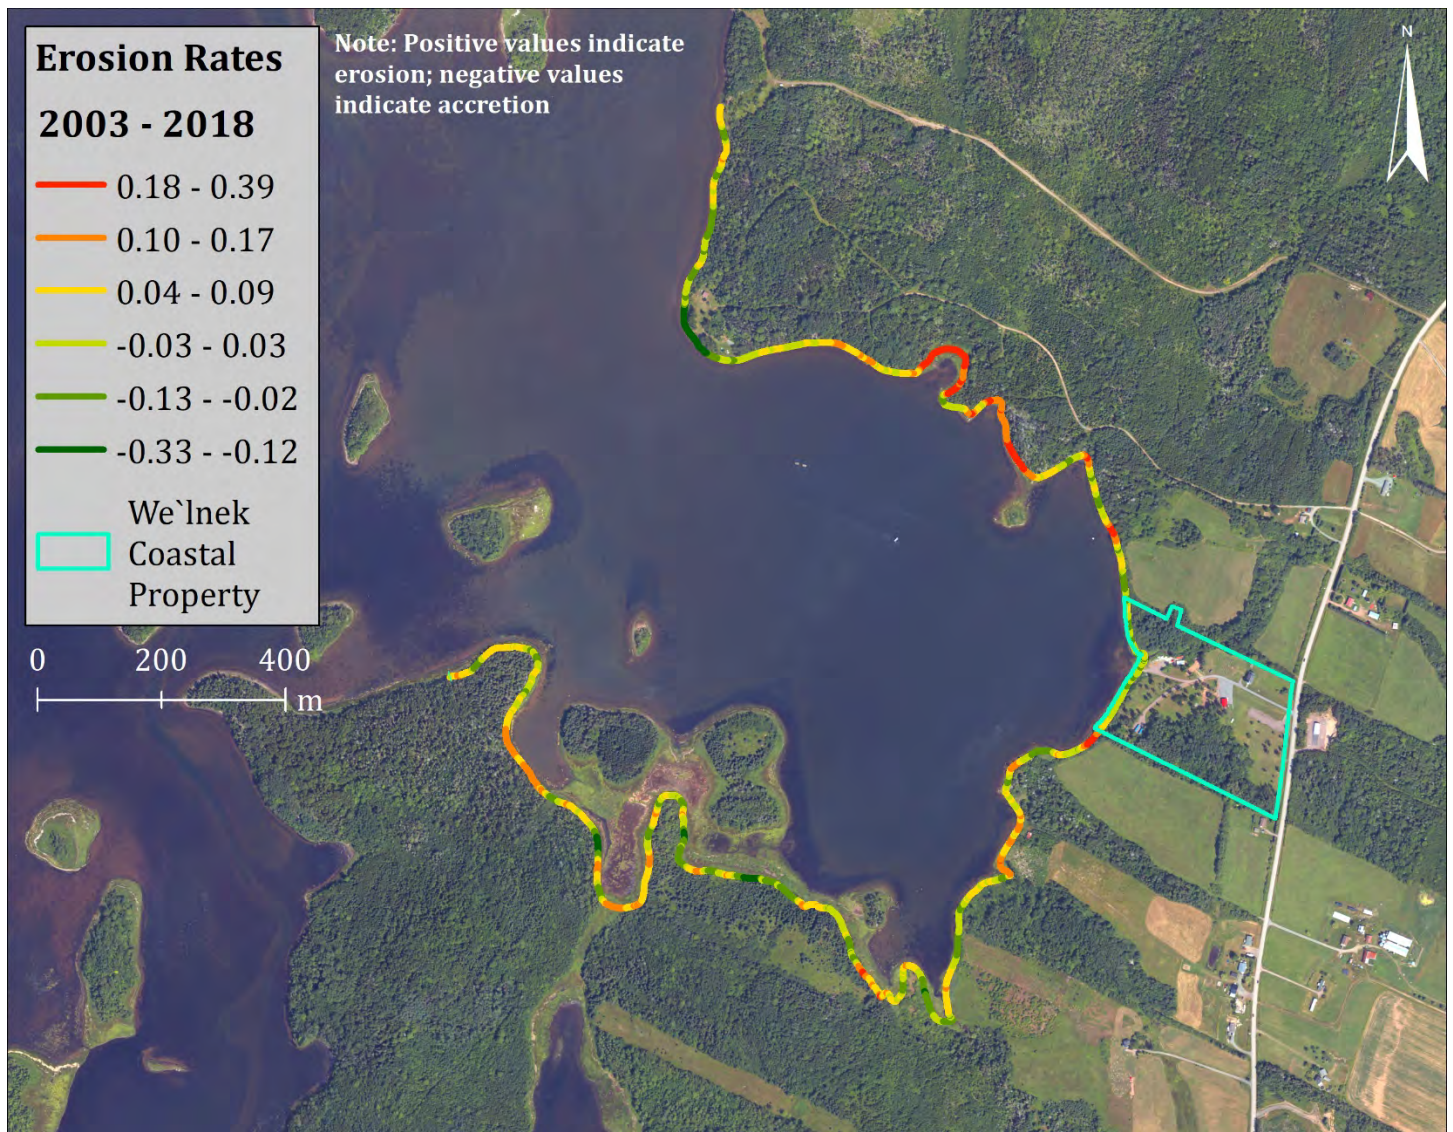 Erosion Rates
2003 - 2018
0.18 - 0.39
0.10 - 0.17
0.04 - 0.09
-0.03 - 0.03
-0.13 - -0.02
-0.33 - -0.12
We`lnek
Coastal
Property
Note: Positive values indicate
erosion; negative values
indicate accretion
N
0 200 400
m